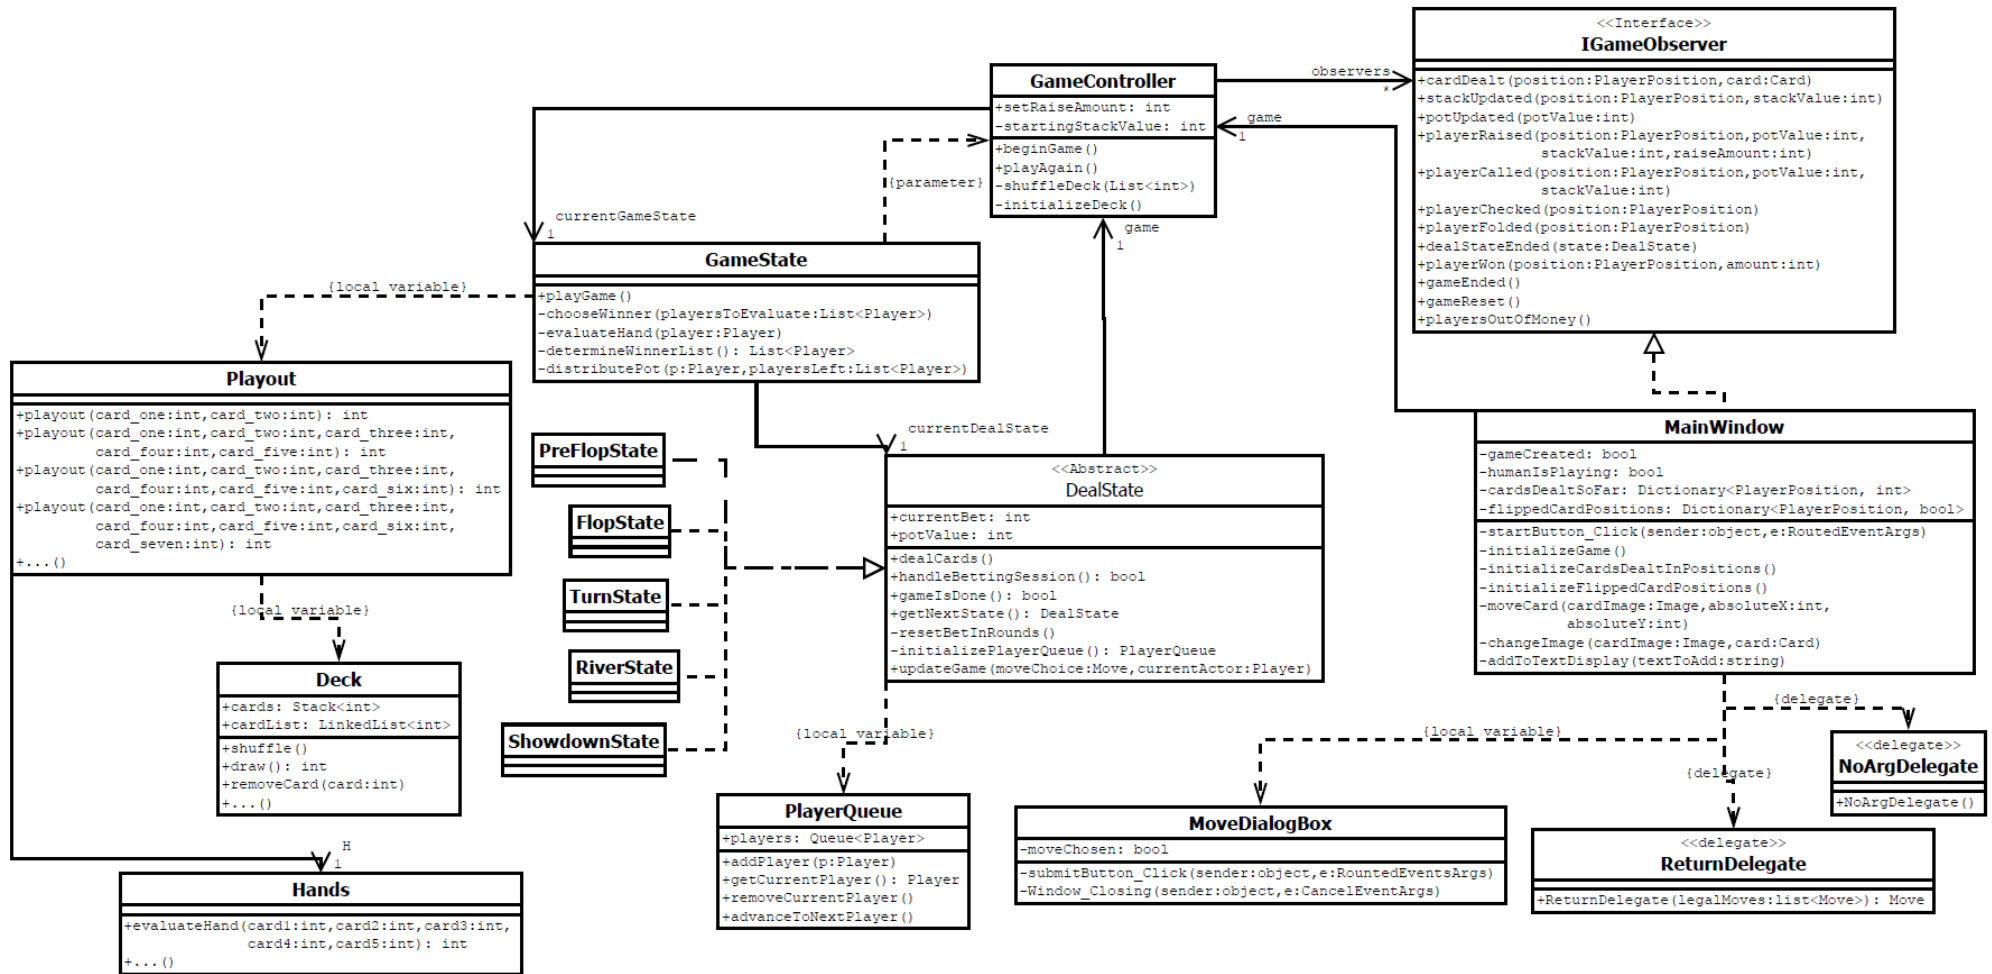 <<Interface>>
IGameObserver
+cardDealt(position:PlayerPosition,card:Card)
+stackUpdated(position:PlayerPosition,stackValue:int)
+potUpdated(potValue:int)
+playerRaised(position:PlayerPosition,potValue:int,
stackValue:int,raiseAmount:int)
+playerCalled(position:PlayerPosition,potValue:int,
stackValue:int)
+playerChecked(position:PlayerPosition)
+playerFolded(position:PlayerPosition)
+dealStateEnded(state:DealState)
+playerWon(position:PlayerPosition,amount:int)
+gameEnded()
+gameReset()
+playersOutOfMoney()
observers
*
GameController
+setRaiseAmount: int
-startingStackValue: int
+beginGame()
+playAgain()
-shuffleDeck(List<int>)
-initializeDeck()
game
1
{parameter}
currentGameState
1
game
1
GameState
+playGame()
-chooseWinner(playersToEvaluate:List<Player>)
-evaluateHand(player:Player)
-determineWinnerList(): List<Player>
-distributePot(p:Player,playersLeft:List<Player>)
{local variable}
Playout
+playout(card_one:int,card_two:int): int
+playout(card_one:int,card_two:int,card_three:int,
card_four:int,card_five:int): int
+playout(card_one:int,card_two:int,card_three:int,
card_four:int,card_five:int,card_six:int): int
+playout(card_one:int,card_two:int,card_three:int,
card_four:int,card_five:int,card_six:int,
card_seven:int): int
+...()
{local variable}
Deck
+cards: Stack<int>
+cardList: LinkedList<int>
+shuffle()
+draw(): int
+removeCard(card:int)
+...()
H
1
Hands
+evaluateHand(card1:int,card2:int,card3:int,
card4:int,card5:int): int
+...()
PreFlopState
FlopState
TurnState
RiverState
ShowdownState
currentDealState
1
<<Abstract>>
DealState
+currentBet: int
+potValue: int
+dealCards()
+handleBettingSession(): bool
+gameIsDone(): bool
+getNextState(): DealState
-resetBetInRounds()
-initializePlayerQueue(): PlayerQueue
+updateGame(moveChoice:Move,currentActor:Player)
{local variable}
PlayerQueue
+players: Queue<Player>
+addPlayer(p:Player)
+getCurrentPlayer(): Player
+removeCurrentPlayer()
+advanceToNextPlayer()
MainWindow
-gameCreated: bool
-humanIsPlaying: bool
-cardsDealtSoFar: Dictionary<PlayerPosition, int>
-flippedCardPositions: Dictionary<PlayerPosition, bool>
-startButton_Click(sender:object,e:RoutedEventArgs)
-initializeGame()
-initializeCardsDealtInPositions()
-initializeFlippedCardPositions()
-moveCard(cardImage:Image,absoluteX:int,
absoluteY:int)
-changeImage(cardImage:Image,card:Card)
-addToTextDisplay(textToAdd:string)
{delegate}
{local variable}
{delegate}
<<delegate>>
NoArgDelegate
+NoArgDelegate()
MoveDialogBox
-moveChosen: bool
-submitButton_Click(sender:object,e:RountedEventsArgs)
-Window_Closing(sender:object,e:CancelEventArgs)
<<delegate>>
ReturnDelegate
+ReturnDelegate(legalMoves:list<Move>): Move